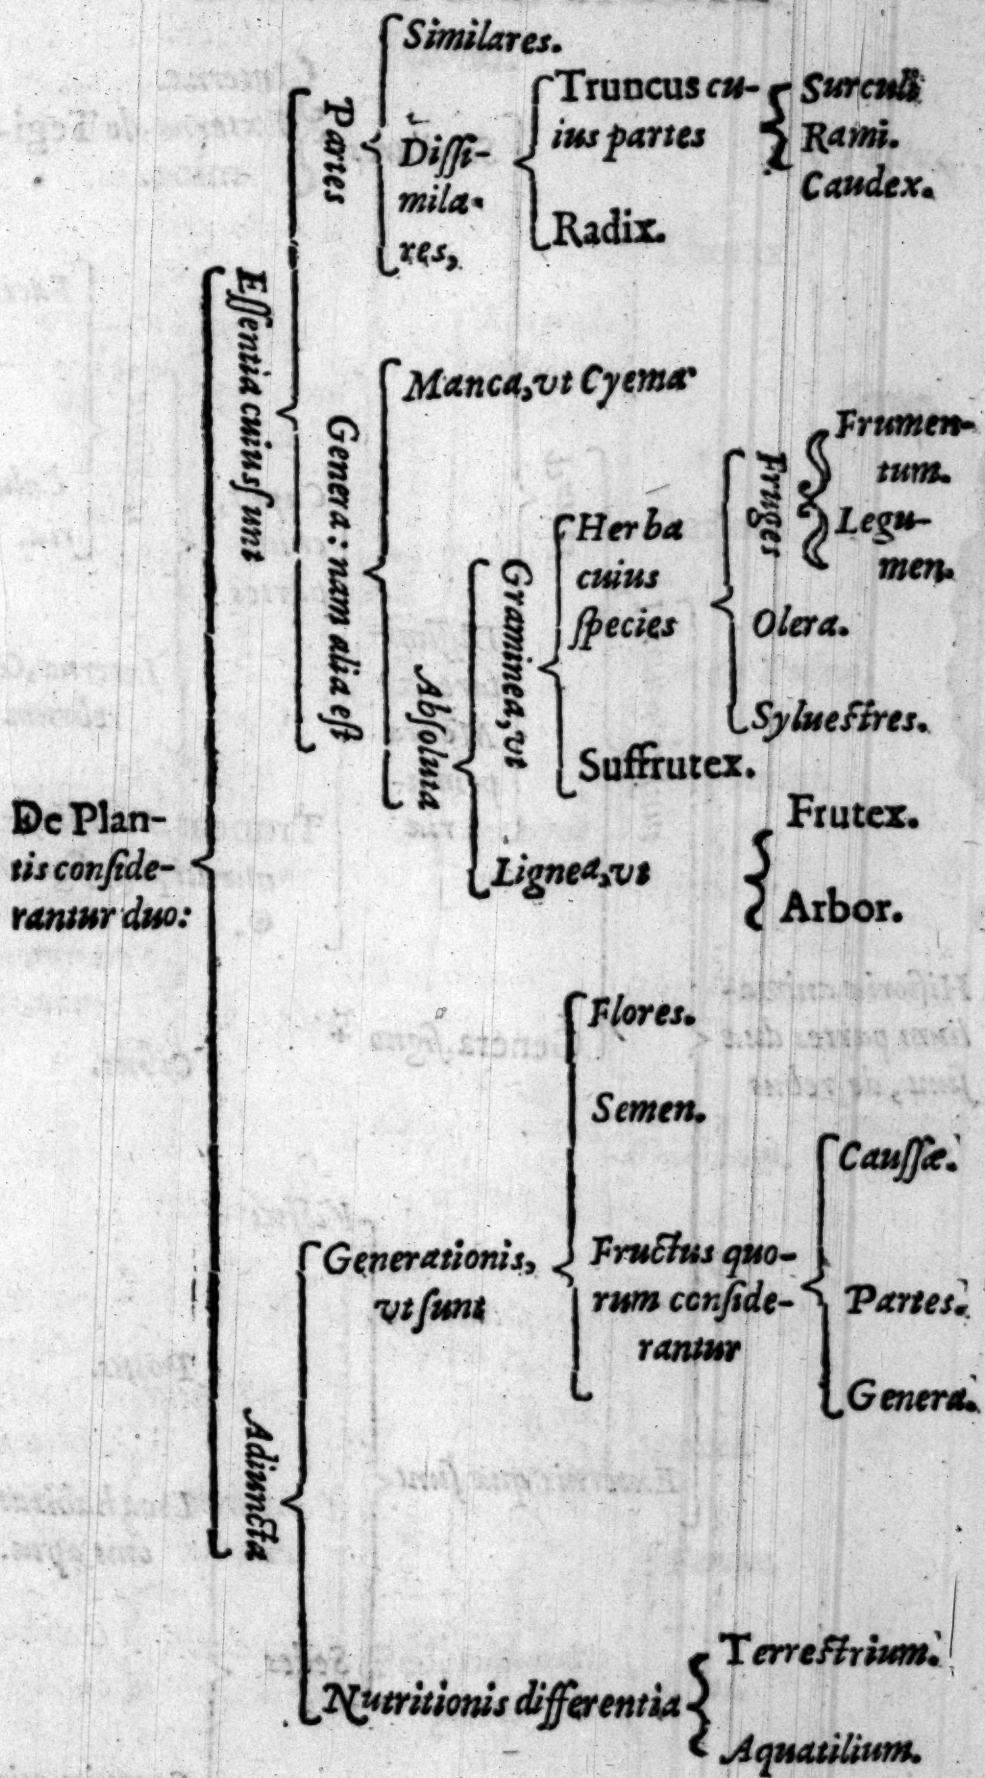 De Plan-
tis conſide-
rantur duo:
Eſſentia cuiusſunt
Partes
Similares.
Diſſi-
mila-
res,
Truncus cu-
ius partes
Surculi
Rami.
Caudex.
Radix.
Genera: nam alia eſt
Manca, vt Cyema
Abſoluta
Graminea, vt
Herba
cuius
ſpecies
Fruges
Frumen-
tum.
Legu-
men.
Olera.
Sylueſtres.
Suffrutex.
Lignea, vt
Frutex.
Arbor.
Adiuncta
Generationis,
vt ſunt
Flores.
Semen.
Fructus quo-
rum conſide-
rantur
Cauſſæ.
Partes.
Genera.
Nutritionis differentia
Terreſtrium.
Aquatilium.